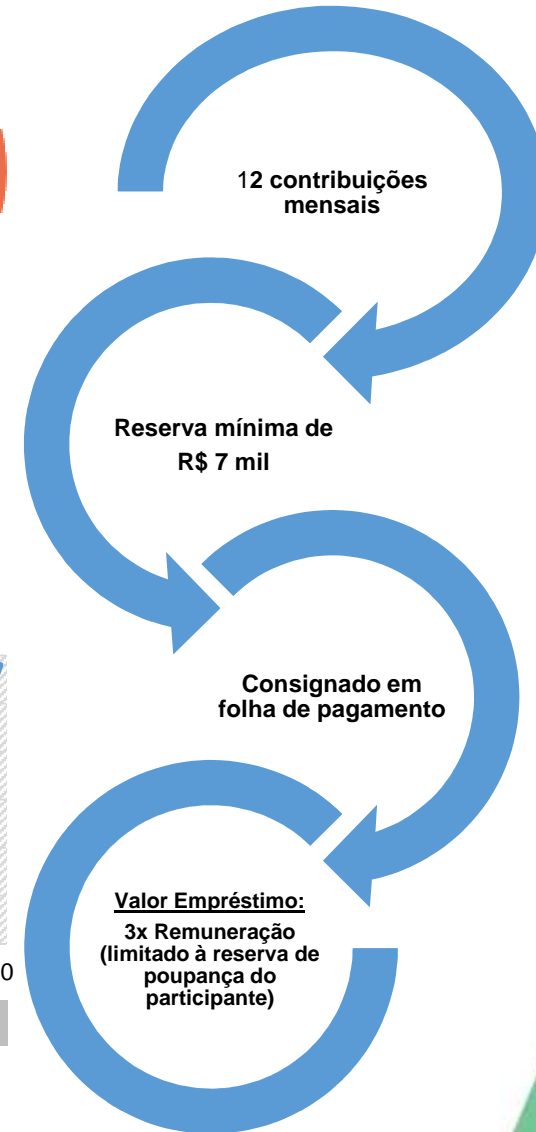 12 contribuições
mensais
Reserva mínima de
R$ 7 mil
Consignado em
folha de pagamento
Valor Empréstimo:
3x Remuneração
(limitado à reserva de
poupança do
participante)
0